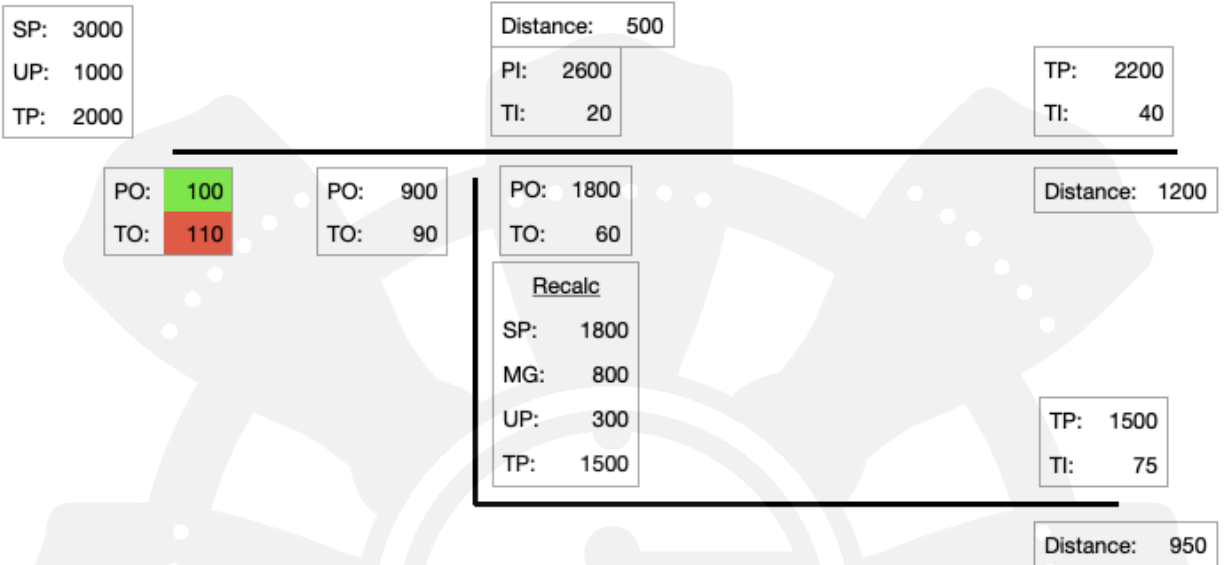 SP: 3000
UP: 1000
TP: 2000
Distance: 500
PI: 2600
TI: 20
TP: 2200
TI: 40
PO: 100
TO: 110
PO: 900
TO: 90
PO: 1800
TO: 60
Distance: 1200
Recalc
SP: 1800
MG: 800
UP: 300
TP: 1500
TP: 1500
TI: 75
Distance: 950